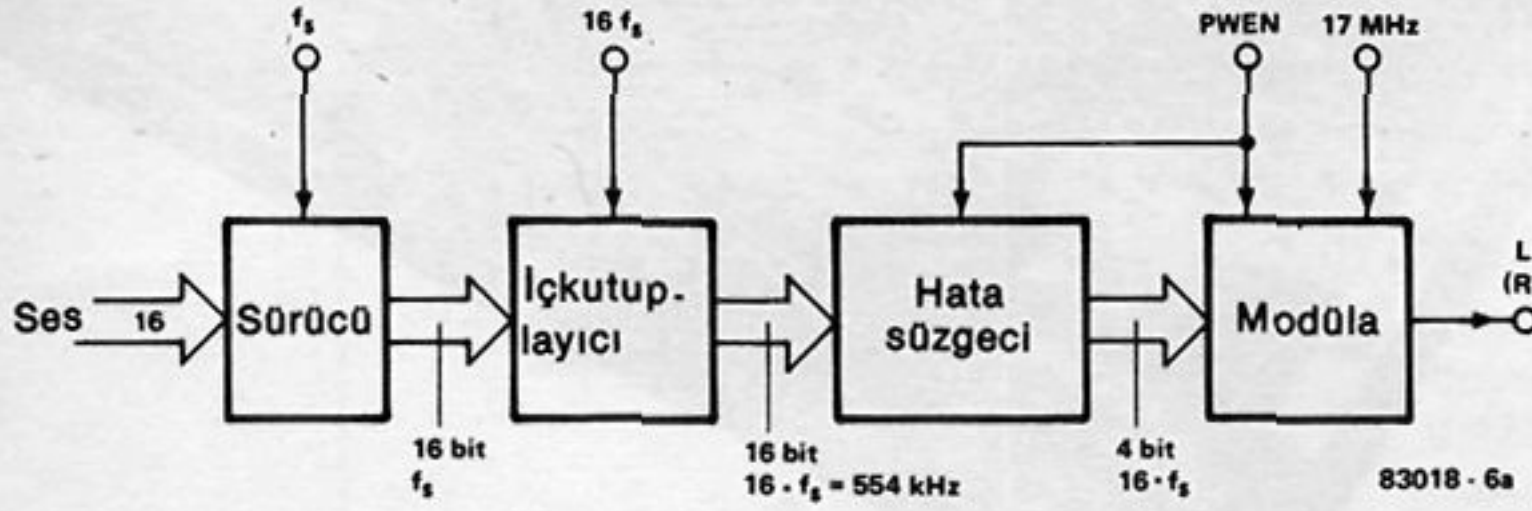 fs
16 fs
PWEN
17 MHz
Ses
16
Sürücü
İçkutup-
layıcı
Hata
süzgeci
Modüla
L
(R
16 bit
fs
16 bit
16 · fs = 554 kHz
4 bit
16 · fs
83018 - 6a